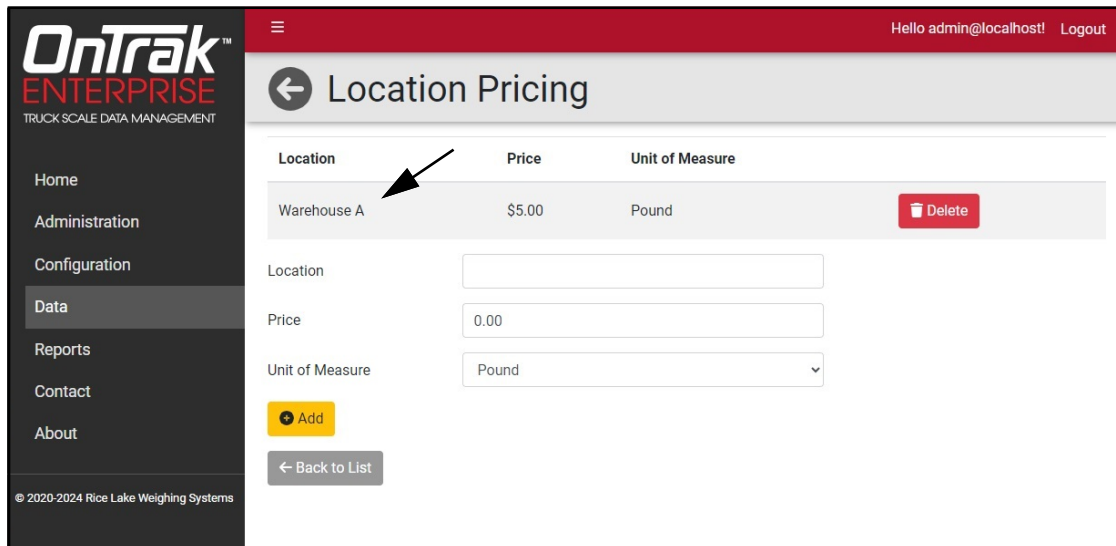 OnTrak™
ENTERPRISE
TRUCK SCALE DATA MANAGEMENT
Home
Administration
Configuration
Data
Reports
Contact
About
© 2020-2024 Rice Lake Weighing Systems
Hello admin@localhost! Logout
Location Pricing
Location Price Unit of Measure
Warehouse A $5.00 Pound Delete
Location
Price 0.00
Unit of Measure Pound
Add
Back to List